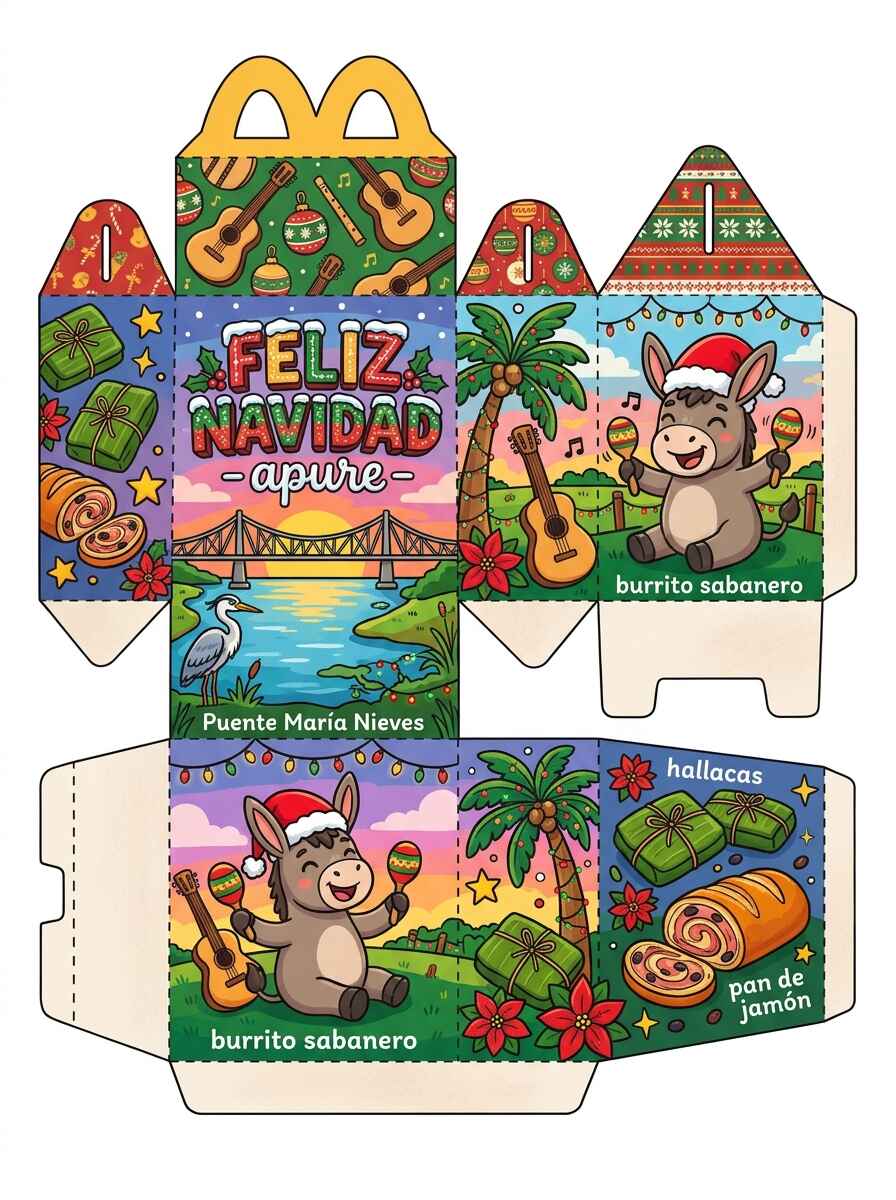 FELIZ
NAVIDAD
- apure -
burrito sabanero
Puente María Nieves
hallacas
pan de
jamón
burrito sabanero